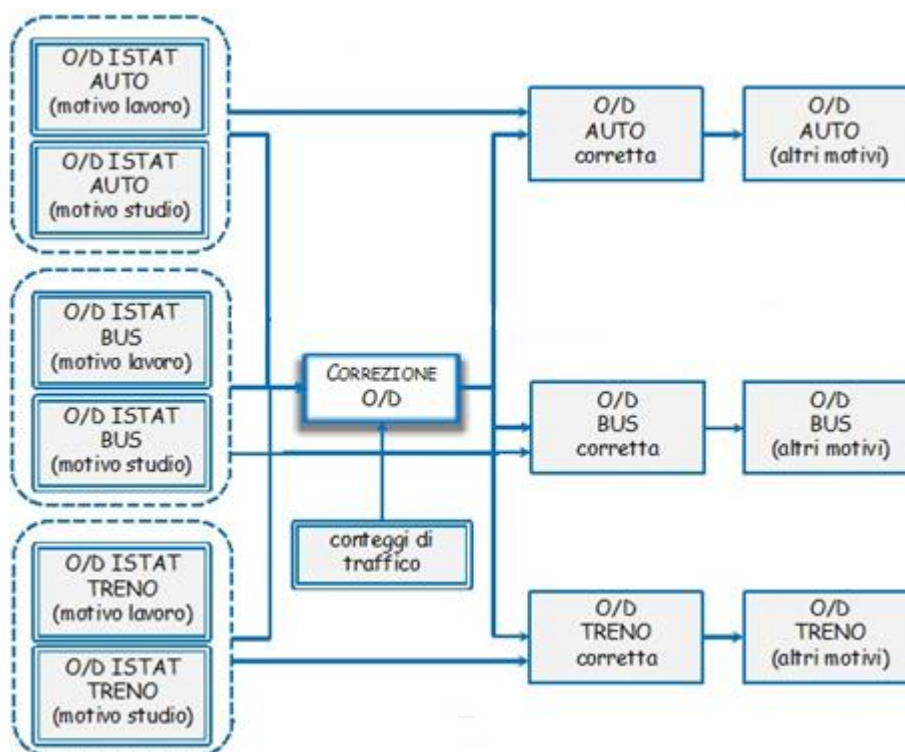 O/D ISTAT
AUTO
(motivo lavoro)
O/D ISTAT
AUTO
(motivo studio)
O/D ISTAT
BUS
(motivo lavoro)
O/D ISTAT
BUS
(motivo studio)
O/D ISTAT
TRENO
(motivo lavoro)
O/D ISTAT
TRENO
(motivo studio)
CORREZIONE
O/D
conteggi di
traffico
O/D
AUTO
corretta
O/D
AUTO
(altri motivi)
O/D
BUS
corretta
O/D
BUS
(altri motivi)
O/D
TRENO
corretta
O/D
TRENO
(altri motivi)